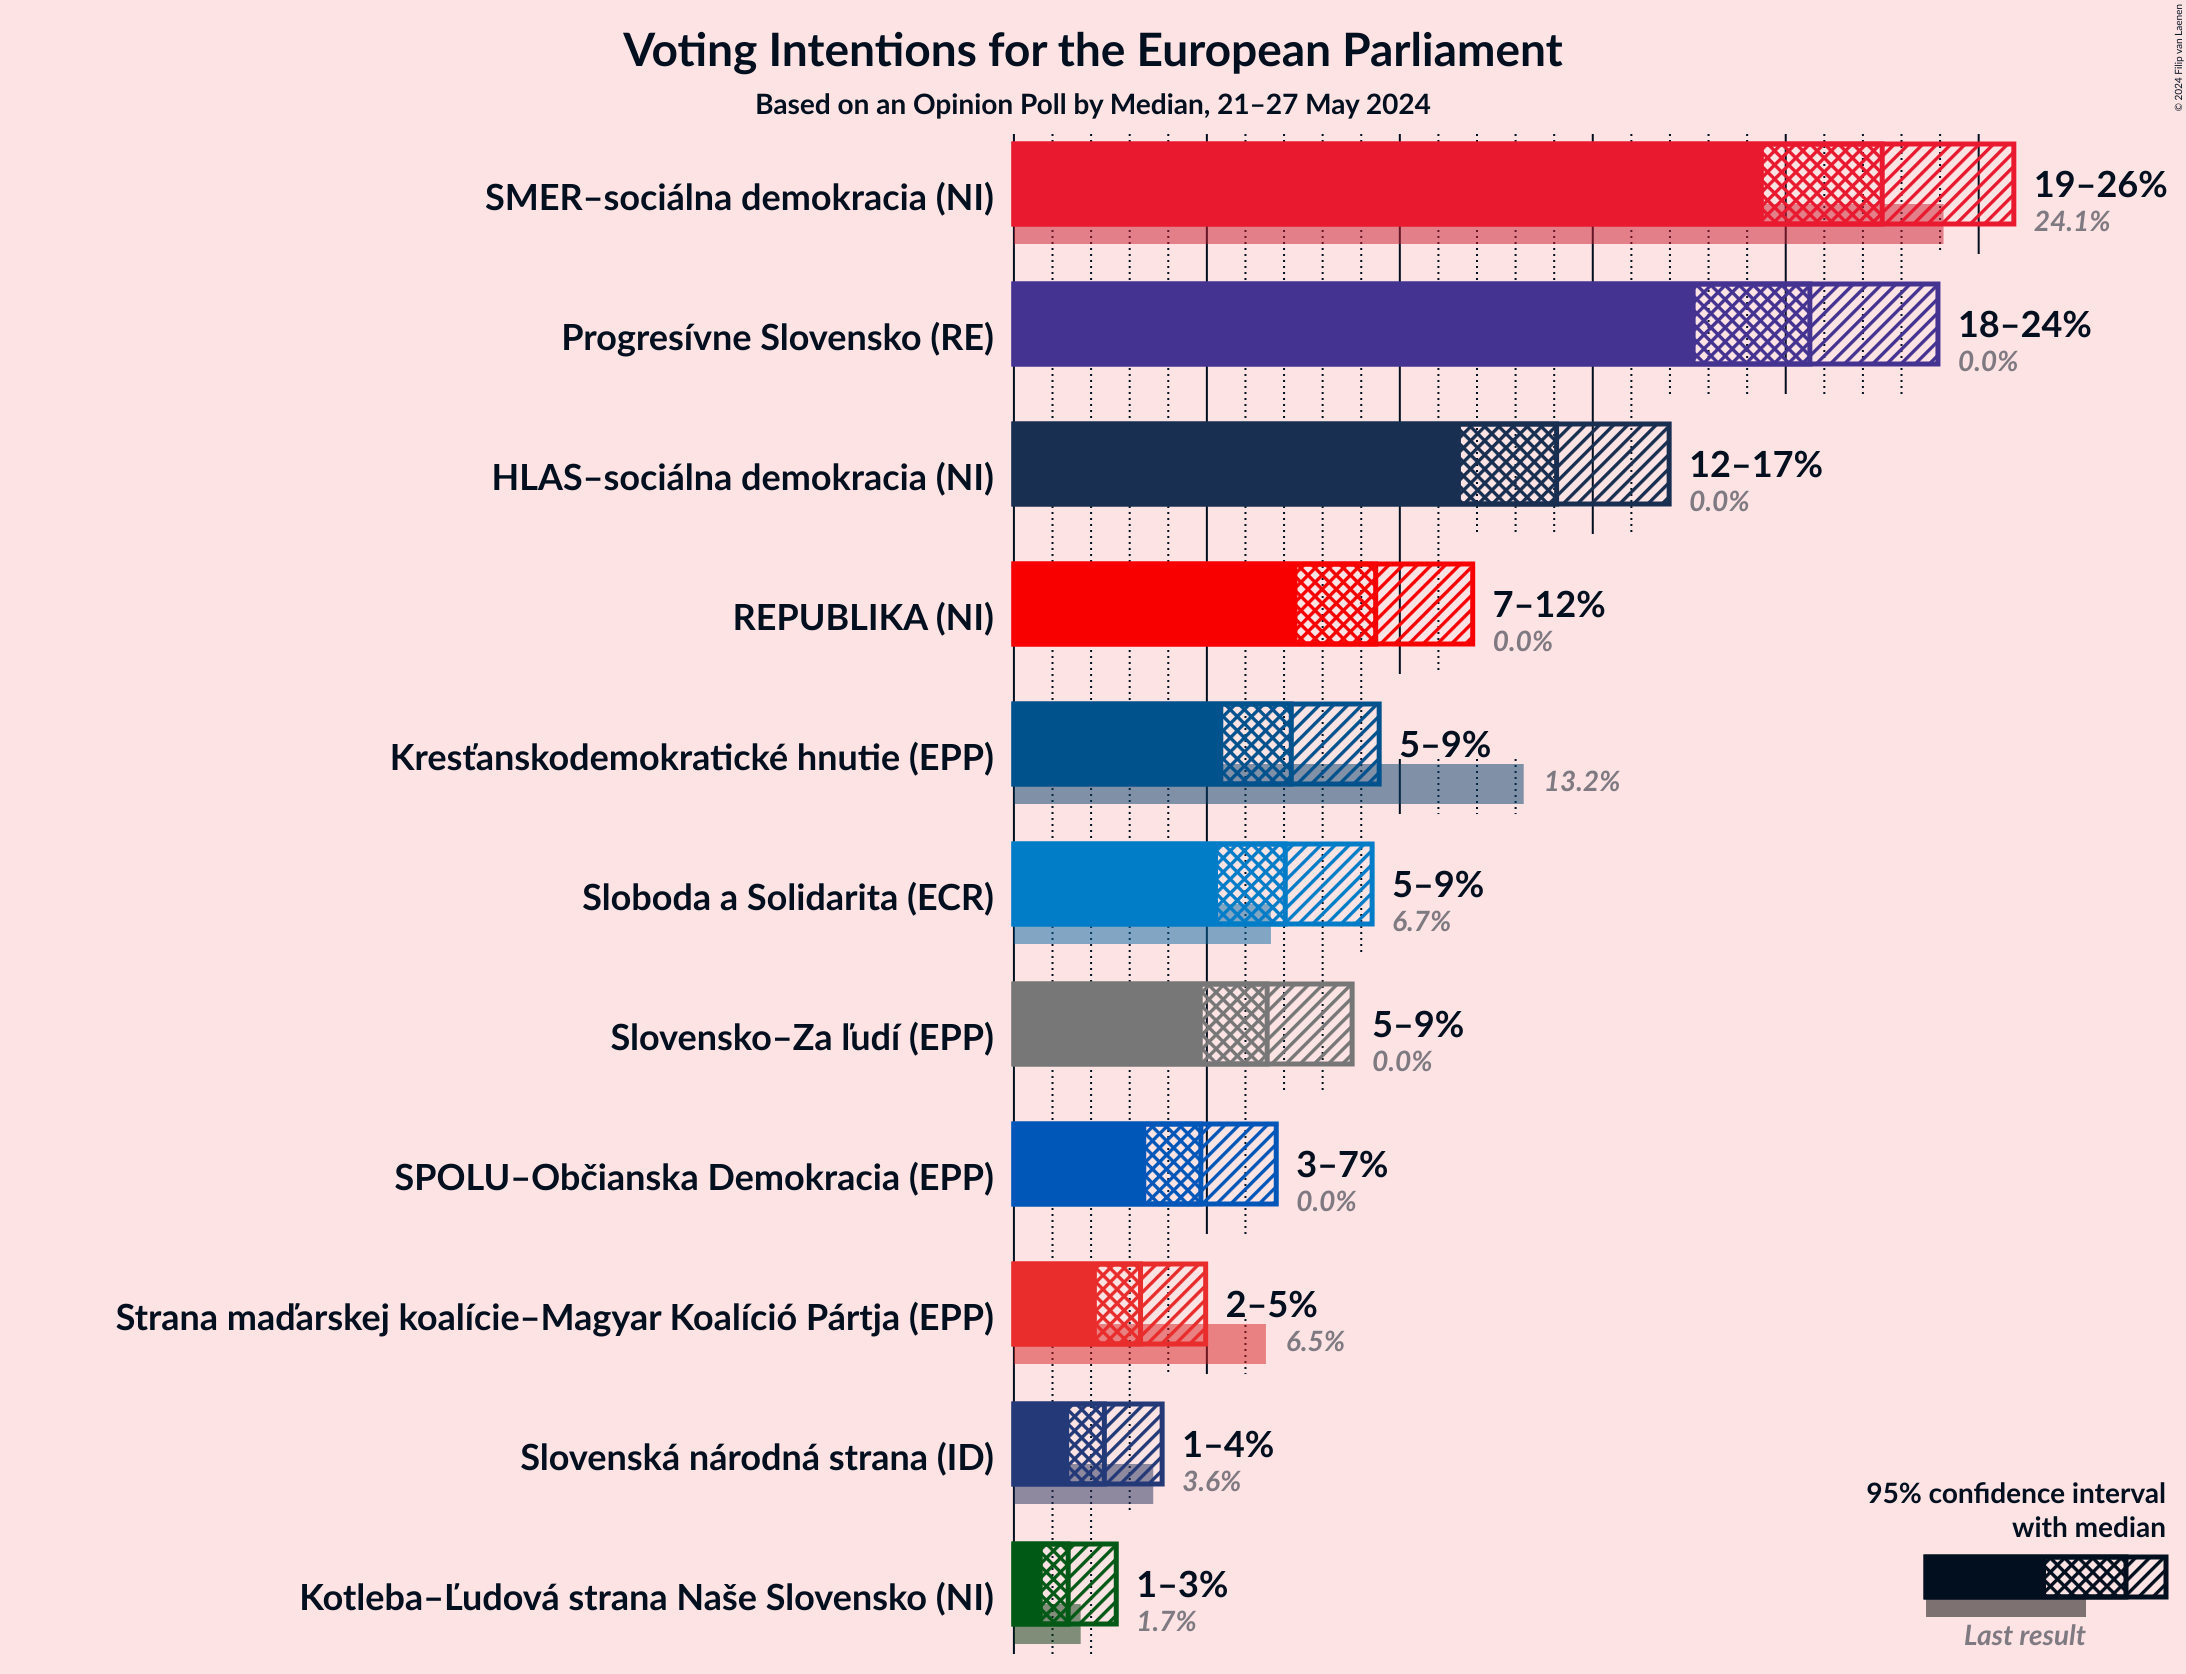 Voting Intentions for the European Parliament
Based on an Opinion Poll by Median, 21–27 May 2024
© 2024 Filip van Laenen
SMER–sociálna demokracia (NI)
19–26%
24.1%
Progresívne Slovensko (RE)
18–24%
0.0%
HLAS–sociálna demokracia (NI)
12–17%
0.0%
REPUBLIKA (NI)
7–12%
0.0%
Kresťanskodemokratické hnutie (EPP)
5–9%
13.2%
Sloboda a Solidarita (ECR)
5–9%
6.7%
Slovensko–Za ľudí (EPP)
5–9%
0.0%
SPOLU–Občianska Demokracia (EPP)
3–7%
0.0%
Strana maďarskej koalície–Magyar Koalíció Pártja (EPP)
2–5%
6.5%
Slovenská národná strana (ID)
1–4%
3.6%
Kotleba–Ľudová strana Naše Slovensko (NI)
1–3%
1.7%
95% confidence interval
with median
Last result